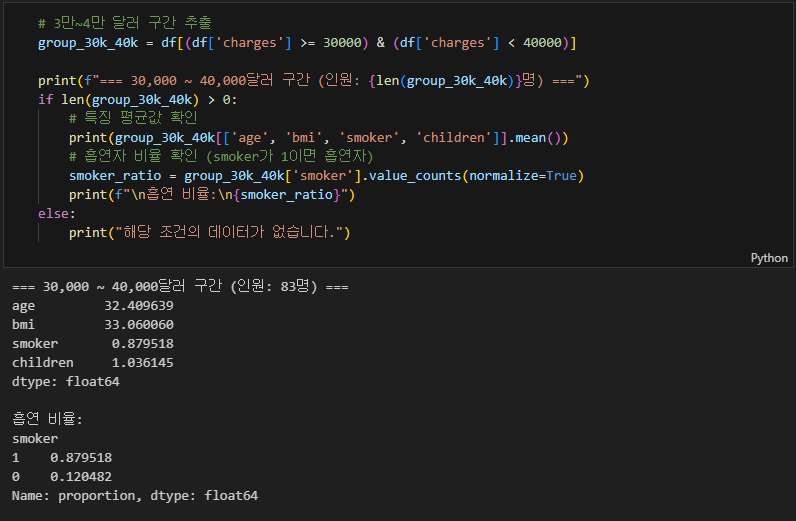 # 3만~4만 달러 구간 추출
group_30k_40k = df[(df['charges'] >= 30000) & (df['charges'] < 40000)]
print(f"=== 30,000 ~ 40,000달러 구간 (인원: {len(group_30k_40k)}명) ===")
if len(group_30k_40k) > 0:
    # 특징 평균값 확인
    print(group_30k_40k[['age', 'bmi', 'smoker', 'children']].mean())
    # 흡연자 비율 확인 (smoker가 1이면 흡연자)
    smoker_ratio = group_30k_40k['smoker'].value_counts(normalize=True)
    print(f"\n흡연 비율:\n{smoker_ratio}")
else:
    print("해당 조건의 데이터가 없습니다.")
Python
=== 30,000 ~ 40,000달러 구간 (인원: 83명) ===
age         32.409639
bmi         33.060060
smoker       0.879518
children     1.036145
dtype: float64
흡연 비율:
smoker
1    0.879518
0    0.120482
Name: proportion, dtype: float64